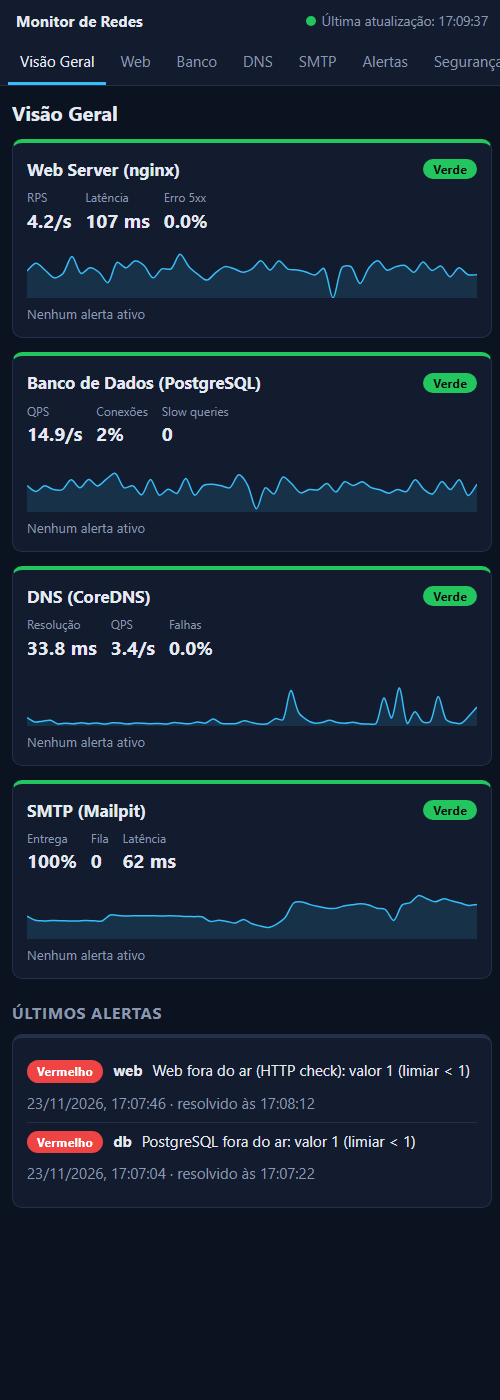 Monitor de Redes
Última atualização: 17:09:37
Visão Geral Web Banco DNS SMTP Alertas Segurança
Visão Geral
Web Server (nginx) Verde
RPS Latência Erro 5xx
4.2/s 107 ms 0.0%
Nenhum alerta ativo
Banco de Dados (PostgreSQL) Verde
QPS Conexões Slow queries
14.9/s 2% 0
Nenhum alerta ativo
DNS (CoreDNS) Verde
Resolução QPS Falhas
33.8 ms 3.4/s 0.0%
Nenhum alerta ativo
SMTP (Mailpit) Verde
Entrega Fila Latência
100% 0 62 ms
Nenhum alerta ativo
ÚLTIMOS ALERTAS
Vermelho web Web fora do ar (HTTP check): valor 1 (limiar < 1)
23/11/2026, 17:07:46 · resolvido às 17:08:12
Vermelho db PostgreSQL fora do ar: valor 1 (limiar < 1)
23/11/2026, 17:07:04 · resolvido às 17:07:22